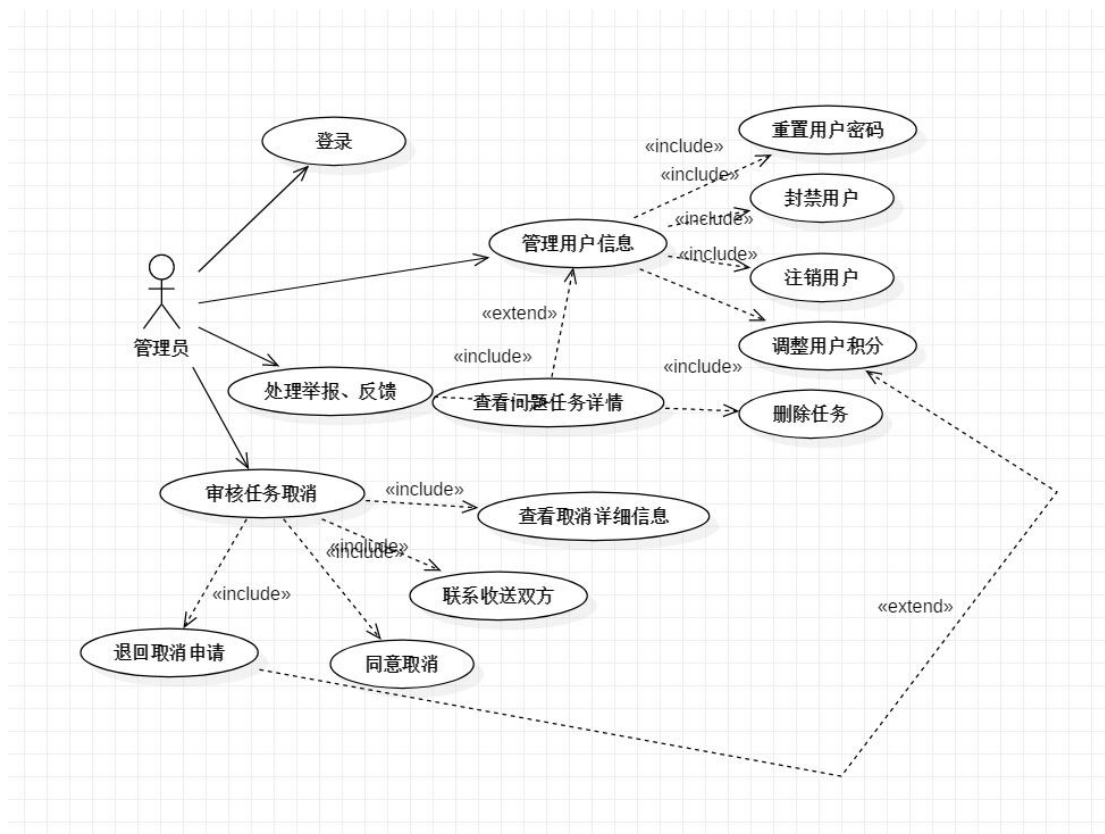 登录
重置用户密码
«include»
«include»
封禁用户
«include»
管理用户信息
«include»
注销用户
«extend»
管理员
调整用户积分
«include»
«include»
处理举报、反馈
查看问题任务详情
删除任务
审核任务取消
«include»
查看取消详细信息
«include»
«include»
«include»
联系收送双方
«extend»
退回取消申请
同意取消